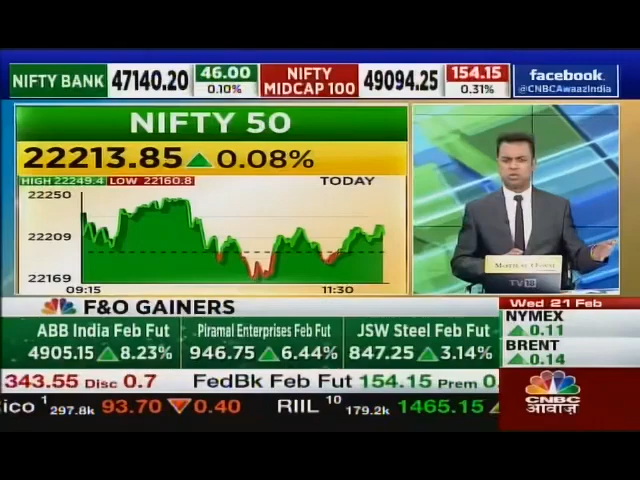 NIFTY BANK 47140.20 46.00 0.10%
NIFTY MIDCAP 100 49094.25 154.15 0.31%
facebook.
@CNBCAwaazIndia
NIFTY 50
22213.85 0.08%
HIGH 22249.4 LOW 22160.8 TODAY
22250
22209
22169
09:15 11:30
TV18
F&O GAINERS
ABB India Feb Fut
4905.15 8.23%
Piramal Enterprises Feb Fut
946.75 6.44%
JSW Steel Feb Fut
847.25 3.14%
Wed 21 Feb
NYMEX
0.11
BRENT
0.14
343.55 Disc 0.7 FedBk Feb Fut 154.15 Prem 0.
ico 1 297.8k 93.70 0.40 RIIL 10 179.2k 1465.15
CNBC
आवाज़